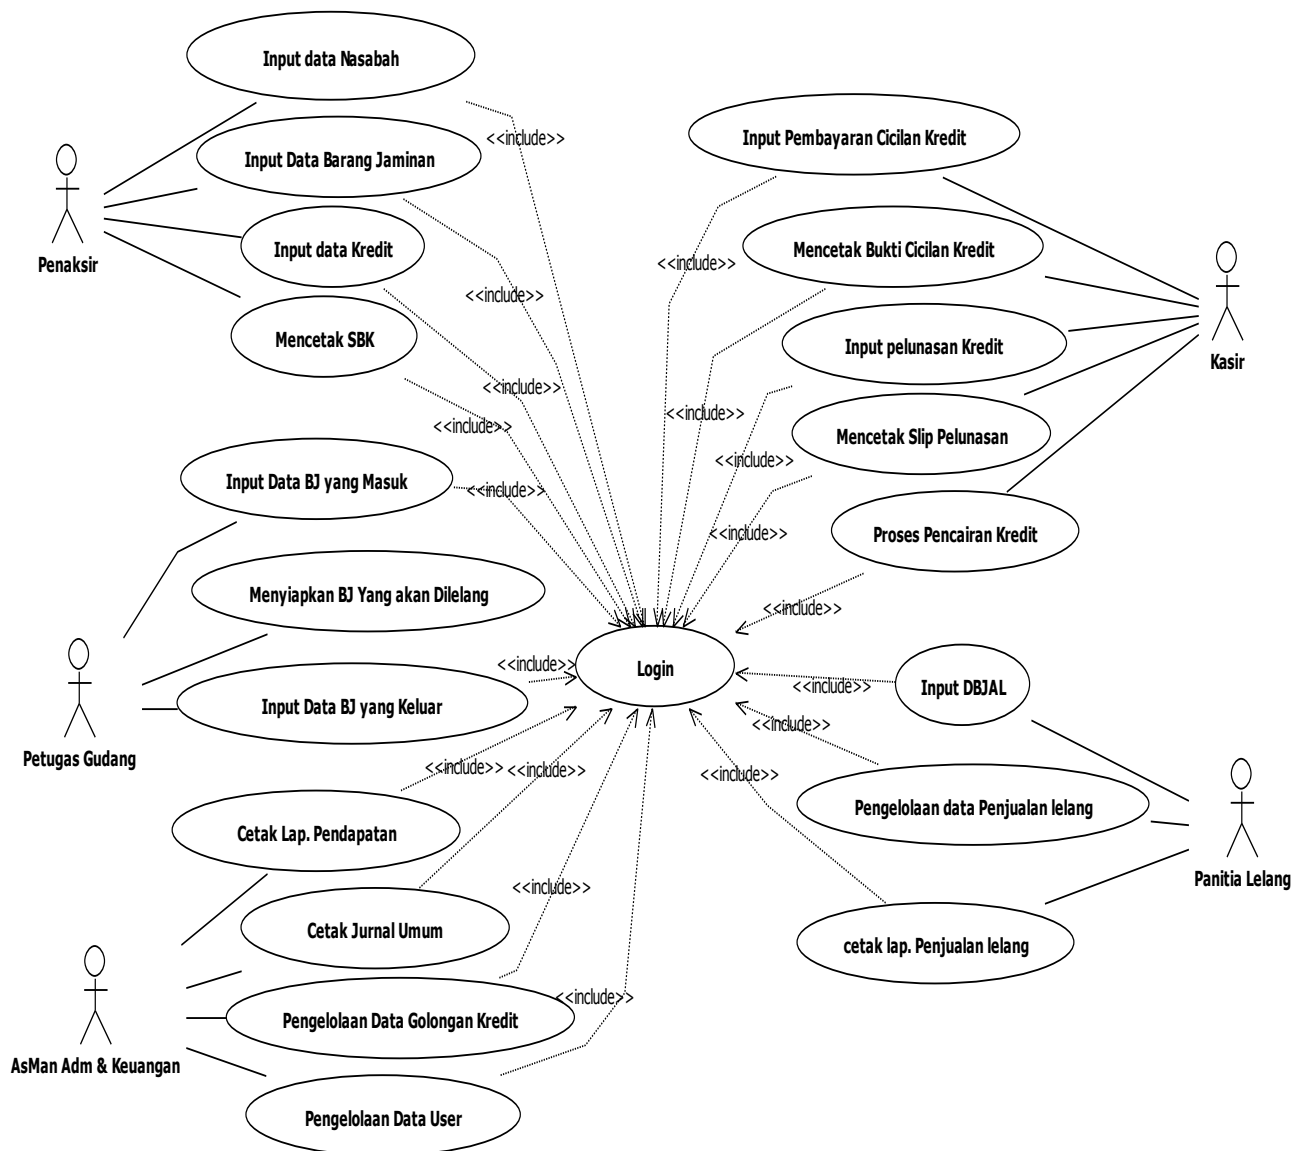 Input data Nasabah
<<include>>
Input Data Barang Jaminan
Penaksir
Input data Kredit
<<include>>
Mencetak SBK
<<include>>
<<include>>
Input Data BJ yang Masuk
<<include>>
Menyiapkan BJ Yang akan Dilelang
Petugas Gudang
<<include>>
Input Data BJ yang Keluar
<<include>>
<<include>>
Cetak Lap. Pendapatan
<<include>>
Cetak Jurnal Umum
<<include>>
Pengelolaan Data Golongan Kredit
AsMan Adm & Keuangan
Pengelolaan Data User
Login
Input Pembayaran Cicilan Kredit
<<include>>
Mencetak Bukti Cicilan Kredit
Input pelunasan Kredit
Kasir
<<include>>
Mencetak Slip Pelunasan
<<include>>
<<include>>
Proses Pencairan Kredit
<<include>>
<<include>>
Input DBJAL
<<include>>
<<include>>
Pengelolaan data Penjualan lelang
Panitia Lelang
cetak lap. Penjualan lelang